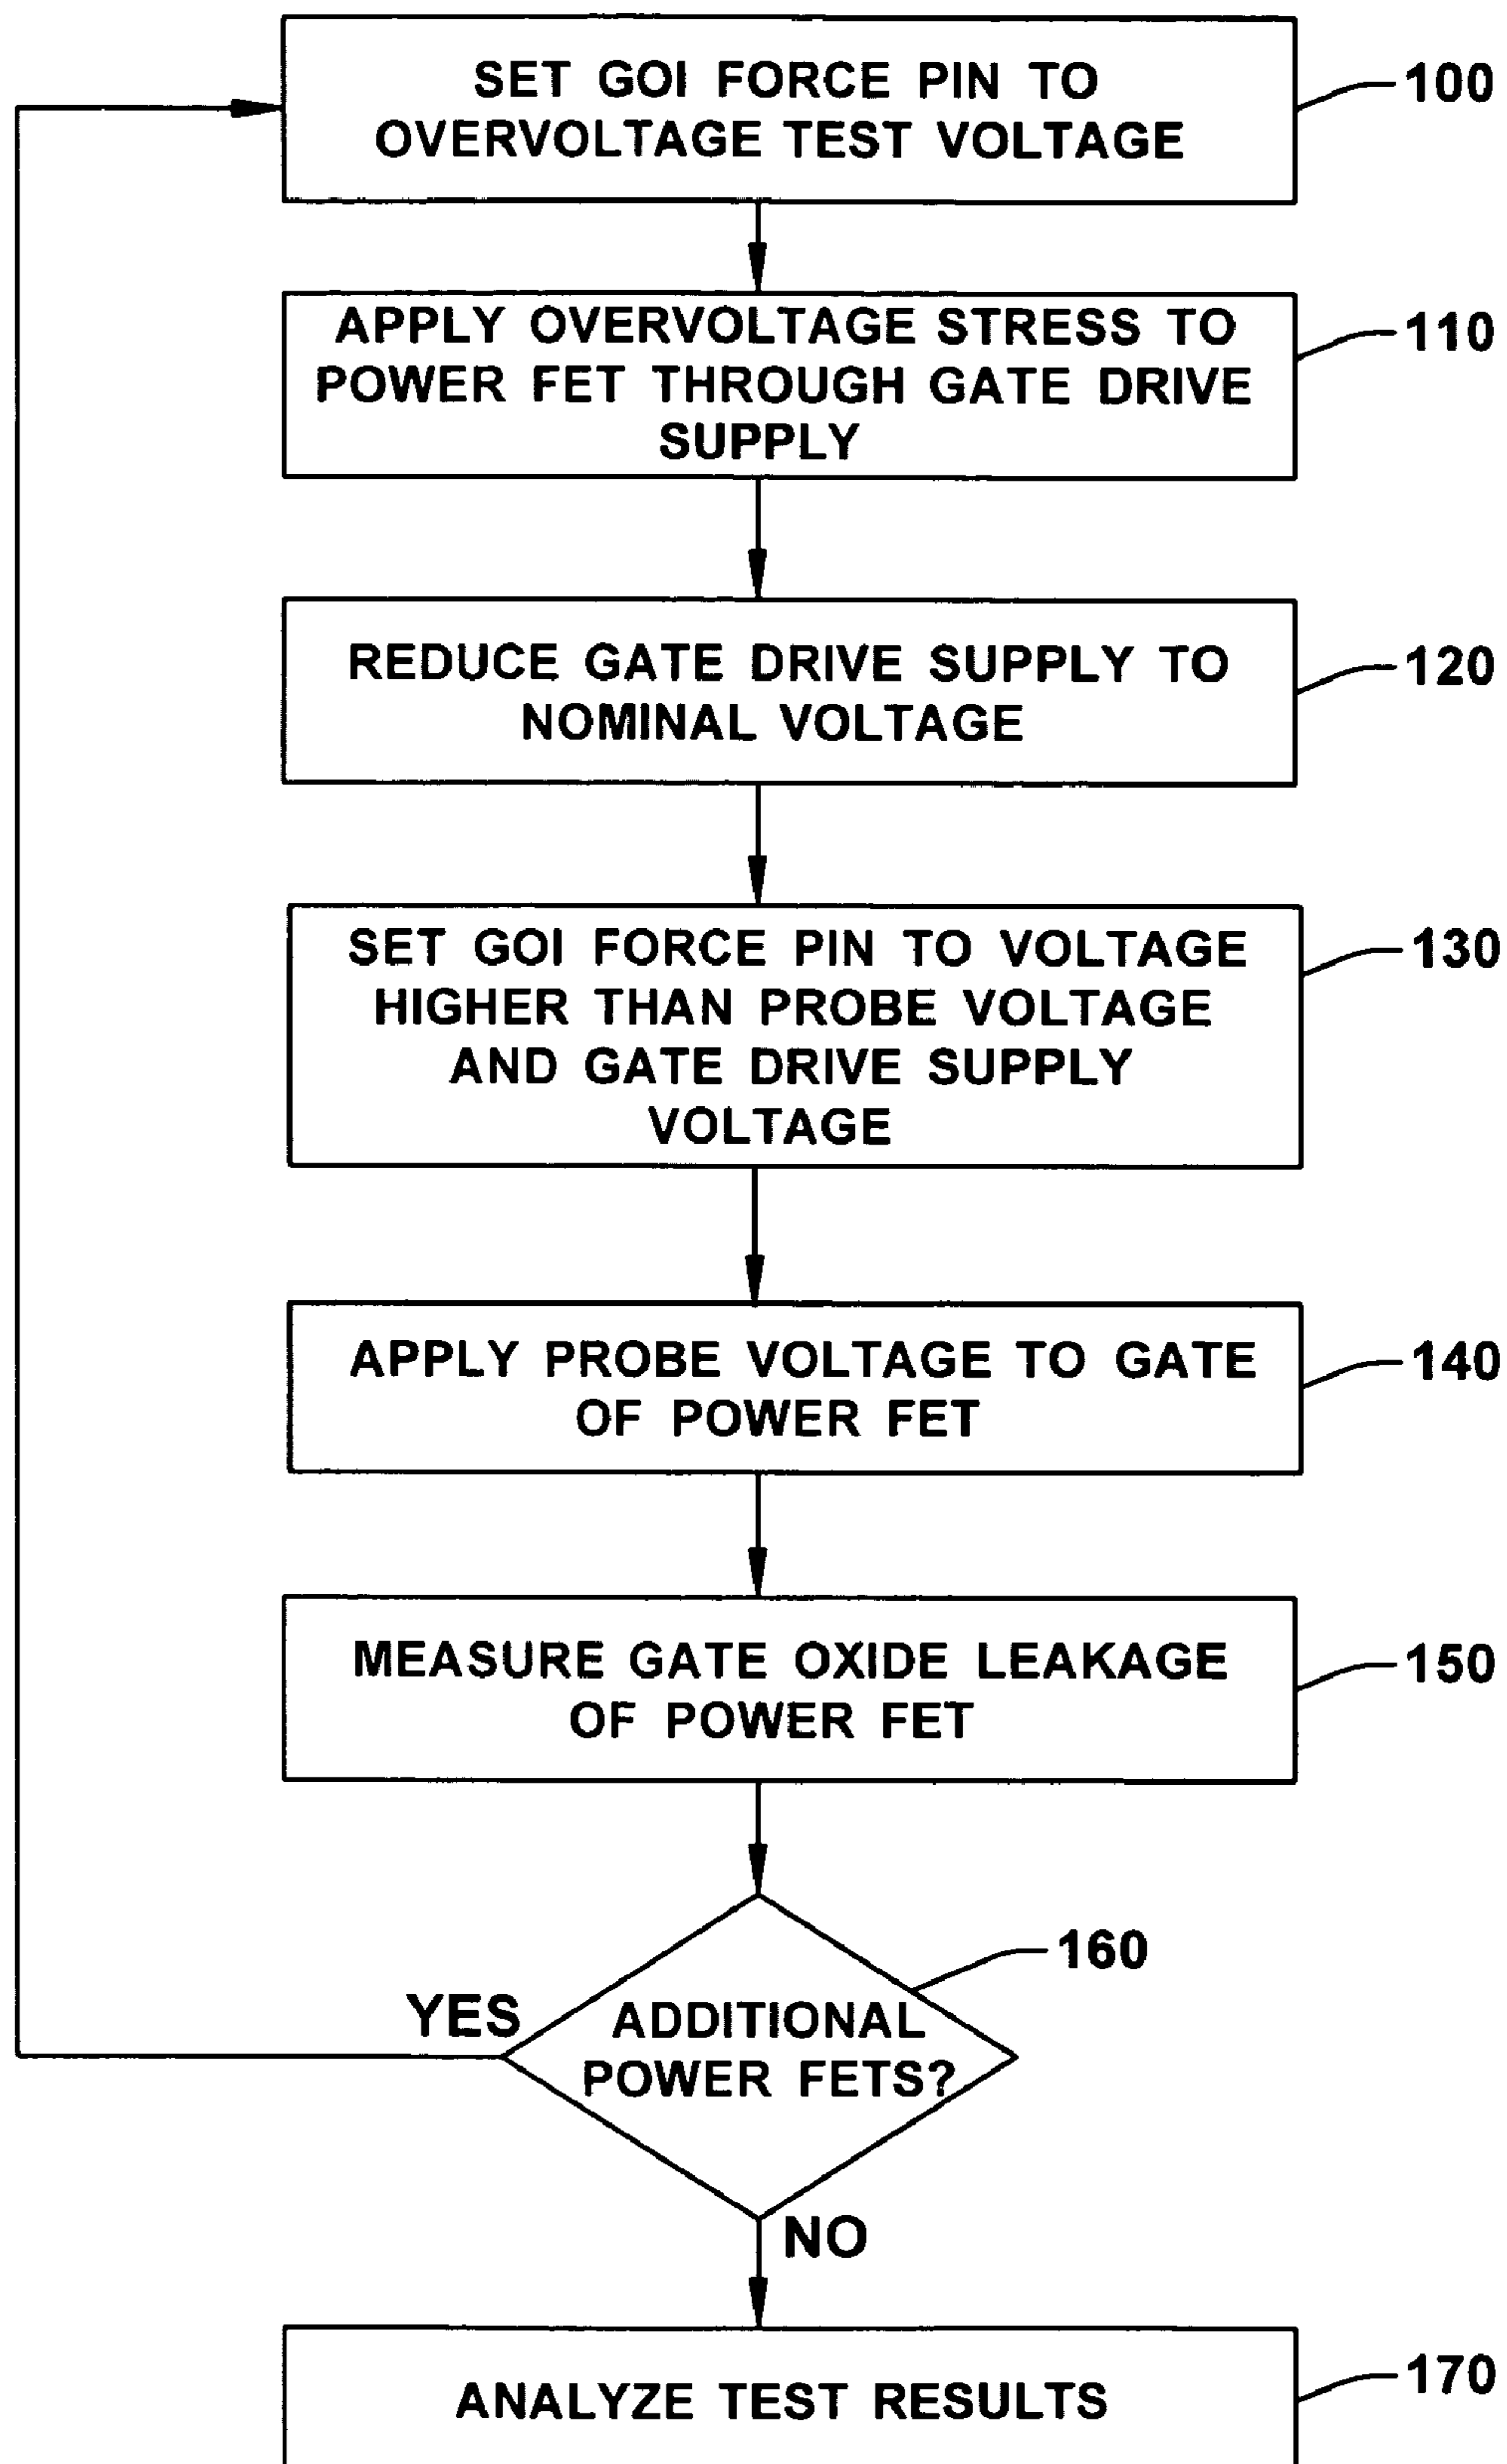 SET GOI FORCE PIN TO
OVERVOLTAGE TEST VOLTAGE
100
APPLY OVERVOLTAGE STRESS TO
POWER FET THROUGH GATE DRIVE
SUPPLY
110
REDUCE GATE DRIVE SUPPLY TO
NOMINAL VOLTAGE
120
SET GOI FORCE PIN TO VOLTAGE
HIGHER THAN PROBE VOLTAGE
AND GATE DRIVE SUPPLY
VOLTAGE
130
APPLY PROBE VOLTAGE TO GATE
OF POWER FET
140
MEASURE GATE OXIDE LEAKAGE
OF POWER FET
150
160
YES
ADDITIONAL
POWER FETS?
NO
ANALYZE TEST RESULTS
170